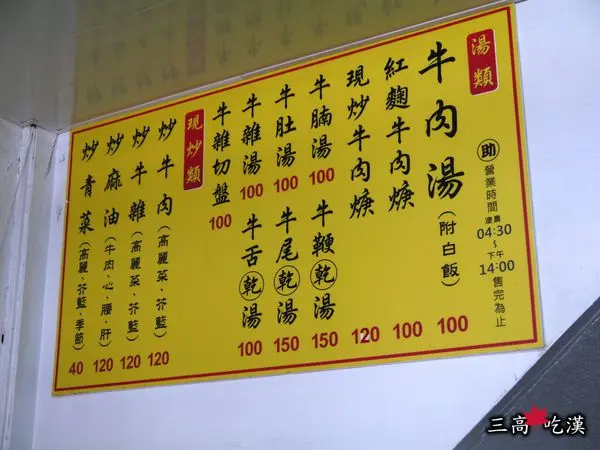 湯類
助 營業時間 凌晨 04:30 ~ 下午 14:00 售完為止
牛肉湯(附白飯) 100
紅麴牛肉焿 100
現炒牛肉焿 120
牛腩湯 100
牛鞭乾湯 150
牛肚湯 100
牛尾乾湯 150
牛雜湯 100
牛舌乾湯 100
牛雜切盤 100
現炒類
炒牛肉(高麗菜、芥藍) 120
炒牛雜(高麗菜、芥藍) 120
炒麻油(牛肉、心、腰、肝) 120
炒青菜(高麗、芥藍、季節) 40
三高 吃漢